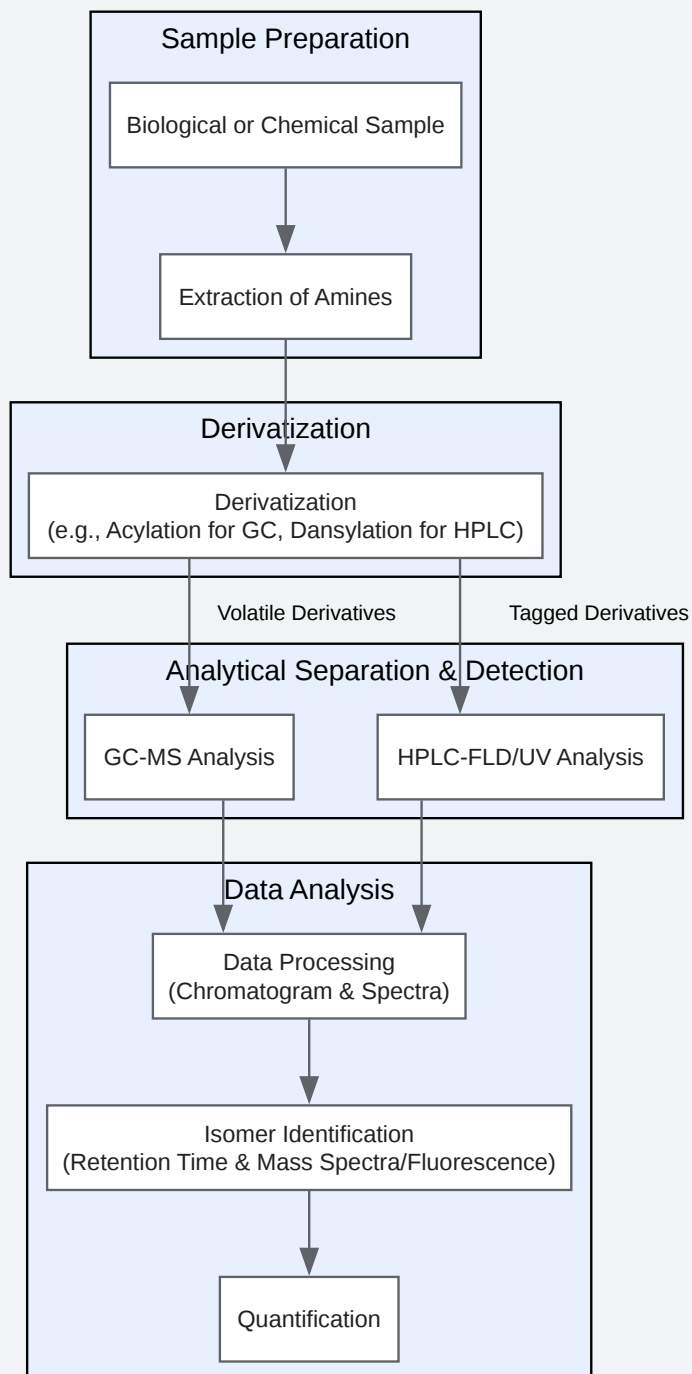 Sample Preparation
Biological or Chemical Sample
Extraction of Amines
Derivatization
Derivatization
(e.g., Acylation for GC, Dansylation for HPLC)
Volatile Derivatives
Tagged Derivatives
Analytical Separation & Detection
GC-MS Analysis
HPLC-FLD/UV Analysis
Data Analysis
Data Processing
(Chromatogram & Spectra)
Isomer Identification
(Retention Time & Mass Spectra/Fluorescence)
Quantification